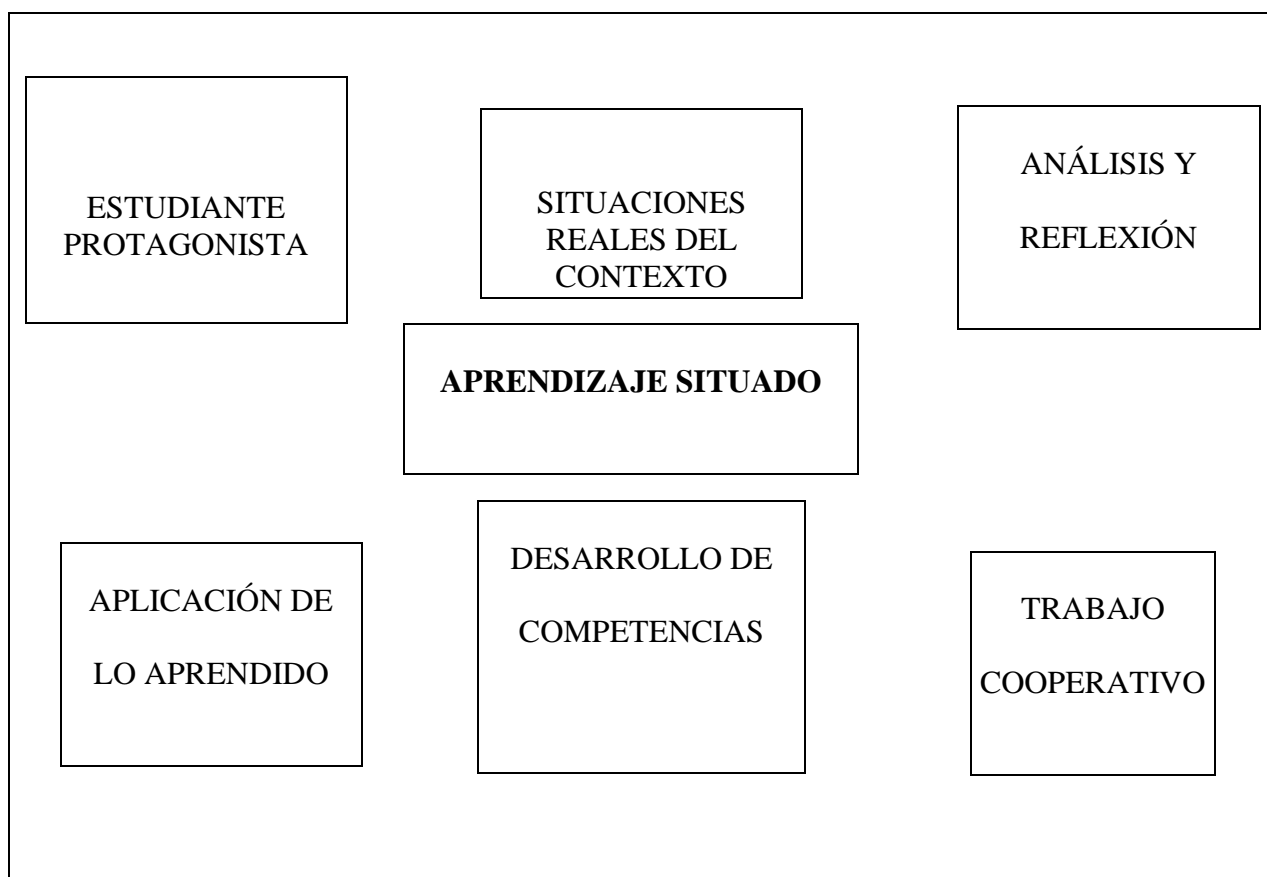 ESTUDIANTE
PROTAGONISTA
SITUACIONES
REALES DEL
CONTEXTO
ANÁLISIS Y
REFLEXIÓN
APRENDIZAJE SITUADO
APLICACIÓN DE
LO APRENDIDO
DESARROLLO DE
COMPETENCIAS
TRABAJO
COOPERATIVO